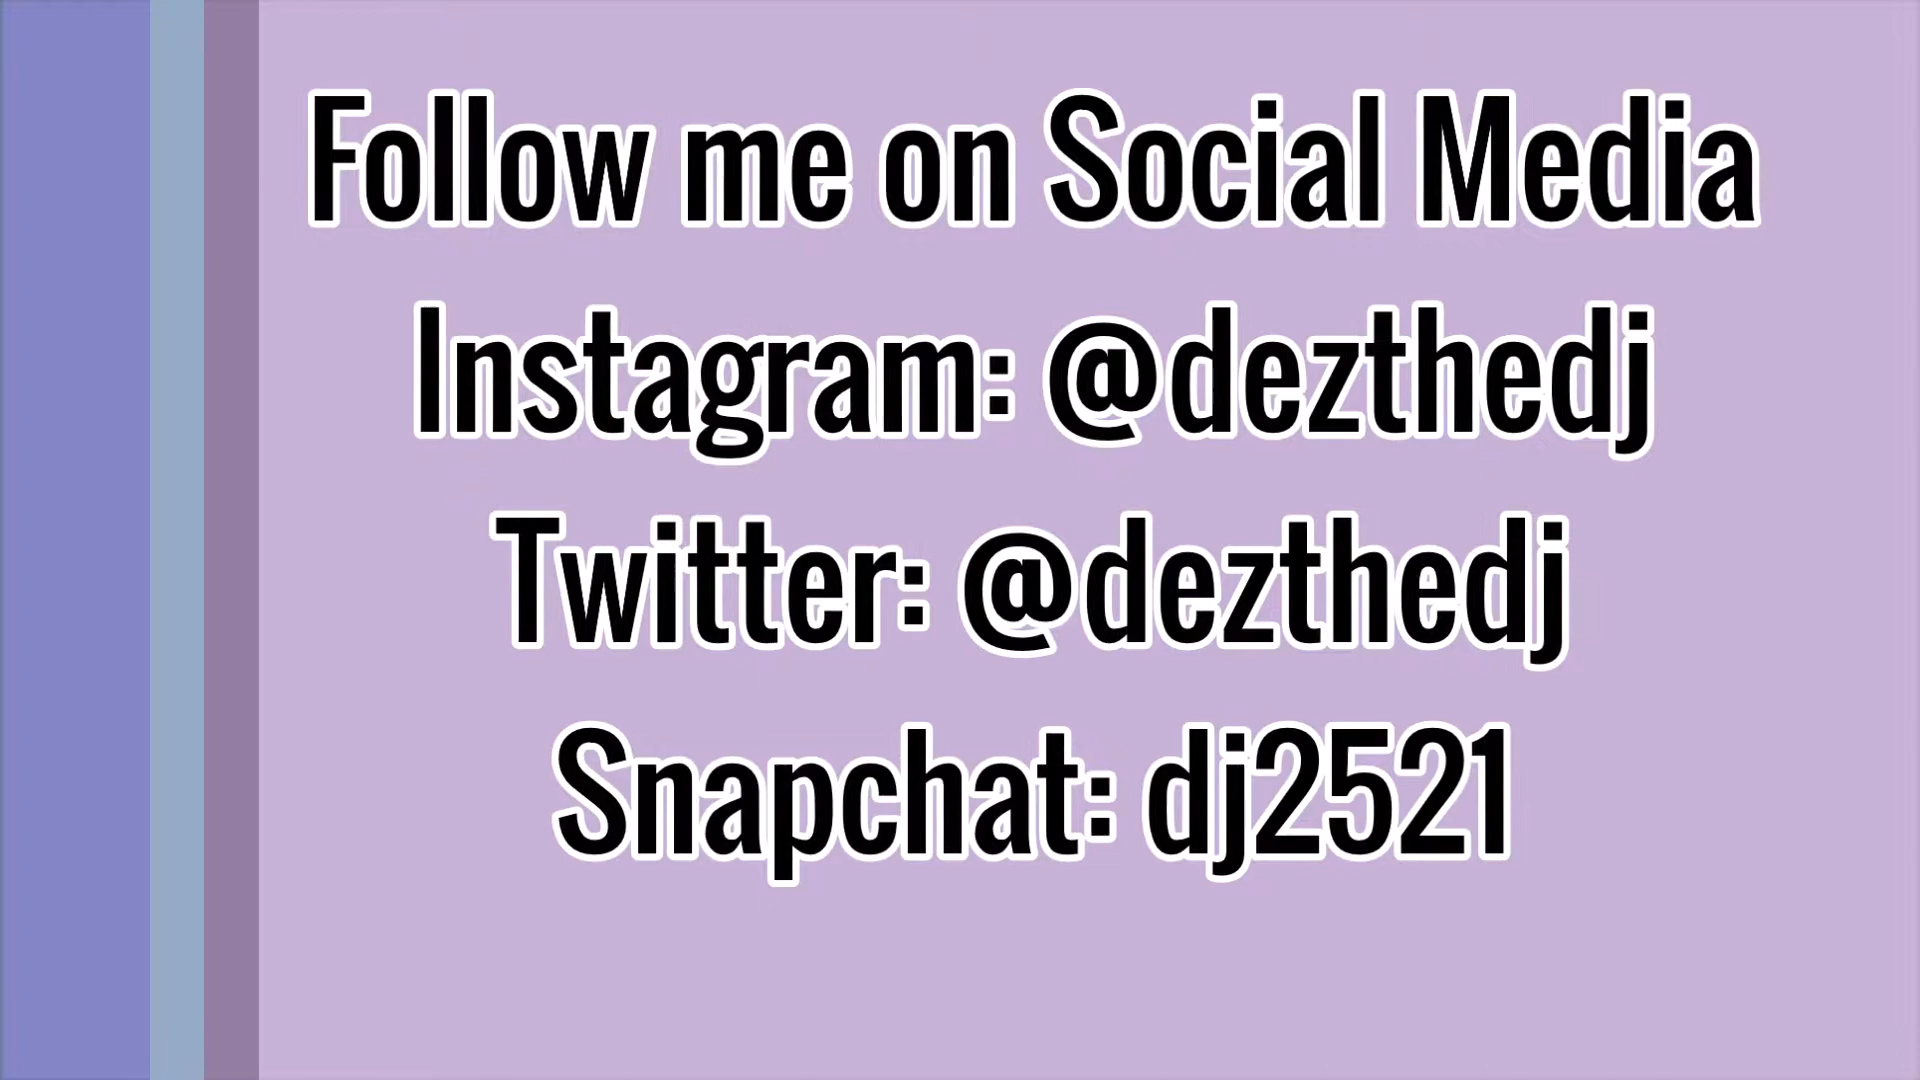 Follow me on Social Media
Instagram: @dezthedj
Twitter: @dezthedj
Snapchat: dj2521